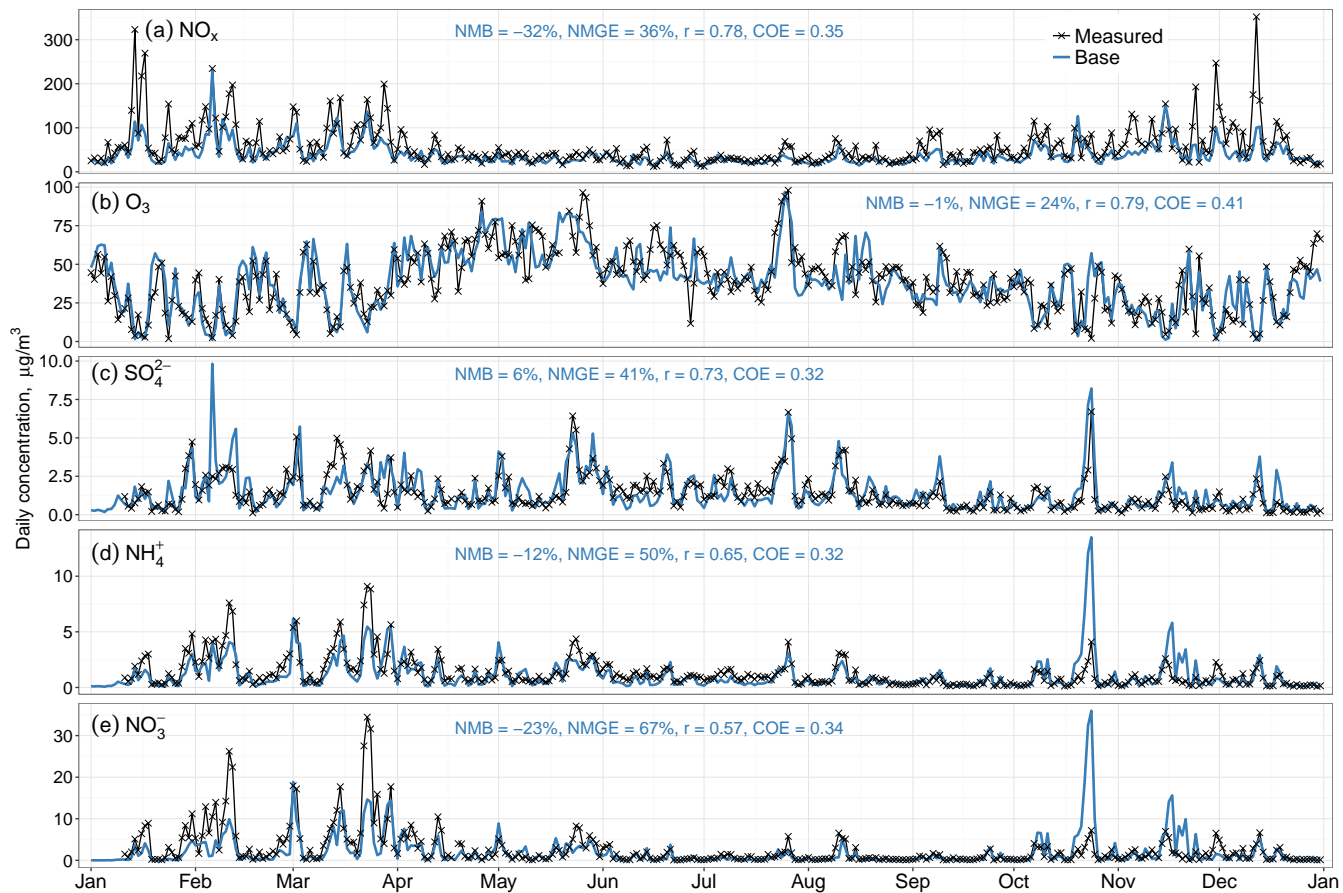 (a) NOx
NMB = −32%, NMGE = 36%, r = 0.78, COE = 0.35
Measured
Base
300
200
100
0
(b) O3
NMB = −1%, NMGE = 24%, r = 0.79, COE = 0.41
100
75
50
25
0
(c) SO4 2−
NMB = 6%, NMGE = 41%, r = 0.73, COE = 0.32
10.0
7.5
5.0
2.5
0.0
Daily concentration, μg/m3
(d) NH4 +
NMB = −12%, NMGE = 50%, r = 0.65, COE = 0.32
10
5
0
(e) NO3 −
NMB = −23%, NMGE = 67%, r = 0.57, COE = 0.34
30
20
10
0
Jan Feb Mar Apr May Jun Jul Aug Sep Oct Nov Dec Jan